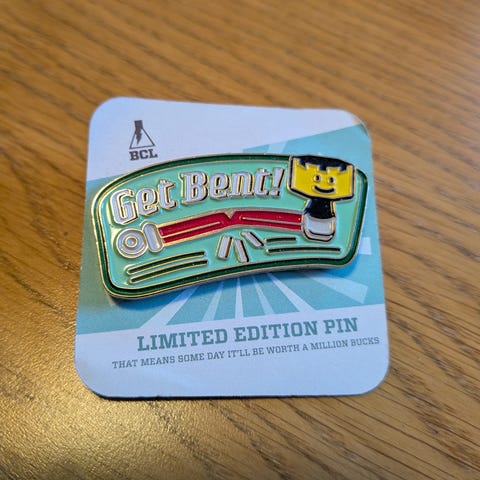 BCL
Get Bent!
LIMITED EDITION PIN
THAT MEANS SOME DAY IT'LL BE WORTH A MILLION BUCKS